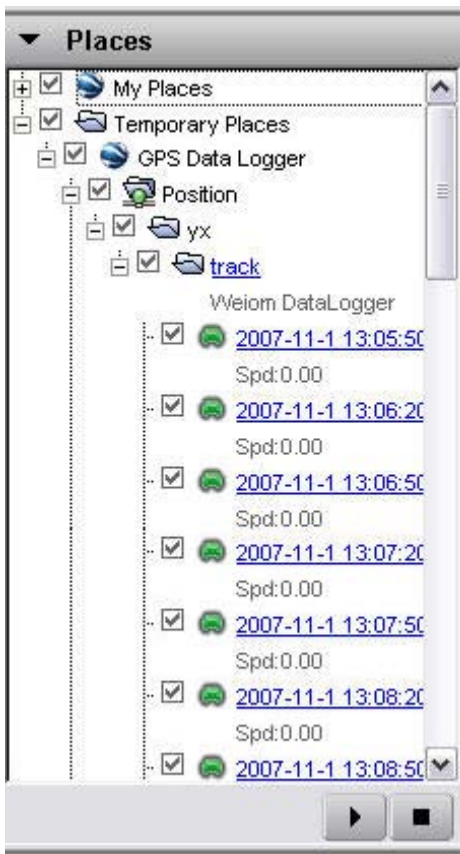 Places
My Places
Temporary Places
GPS Data Logger
Position
yx
track
Weiom DataLogger
2007-11-1 13:05:50
Spd:0.00
2007-11-1 13:06:20
Spd:0.00
2007-11-1 13:06:50
Spd:0.00
2007-11-1 13:07:20
Spd:0.00
2007-11-1 13:07:50
Spd:0.00
2007-11-1 13:08:20
Spd:0.00
2007-11-1 13:08:50